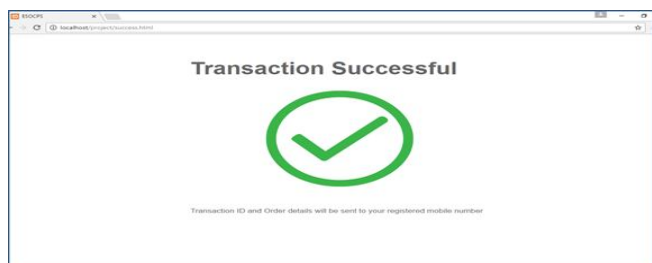 ESOCPS
localhost/project/success.html
Transaction Successful
Transaction ID and Order details will be sent to your registered mobile number